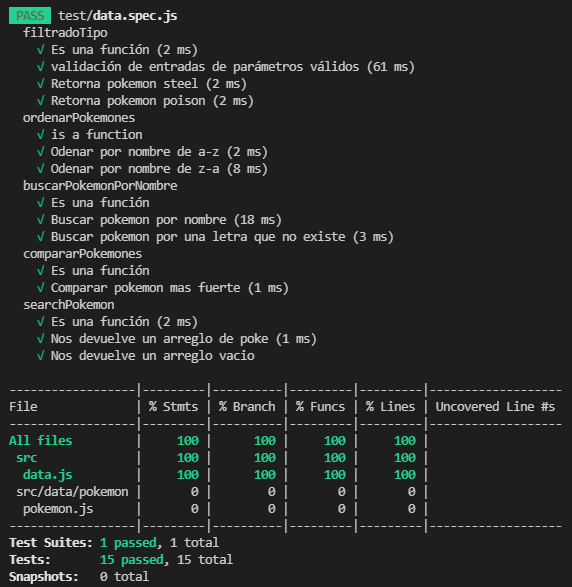 PASS test/data.spec.js
filtradoTipo
√ Es una función (2 ms)
√ validación de entradas de parámetros válidos (61 ms)
√ Retorna pokemon steel (2 ms)
√ Retorna pokemon poison (2 ms)
ordenarPokemones
√ is a function
√ Odenar por nombre de a-z (2 ms)
√ Odenar por nombre de z-a (8 ms)
buscarPokemonPorNombre
√ Es una función
√ Buscar pokemon por nombre (18 ms)
√ Buscar pokemon por una letra que no existe (3 ms)
compararPokemones
√ Es una función
√ Comparar pokemon mas fuerte (1 ms)
searchPokemon
√ Es una función (2 ms)
√ Nos devuelve un arreglo de poke (1 ms)
√ Nos devuelve un arreglo vacio
------------------|---------|----------|---------|---------|-------------------
File              | % Stmts | % Branch | % Funcs | % Lines | Uncovered Line #s
------------------|---------|----------|---------|---------|-------------------
All files         |     100 |      100 |     100 |     100 |
 src              |     100 |      100 |     100 |     100 |
  data.js         |     100 |      100 |     100 |     100 |
 src/data/pokemon |       0 |        0 |       0 |       0 |
  pokemon.js      |       0 |        0 |       0 |       0 |
------------------|---------|----------|---------|---------|-------------------
Test Suites: 1 passed, 1 total
Tests:       15 passed, 15 total
Snapshots:   0 total